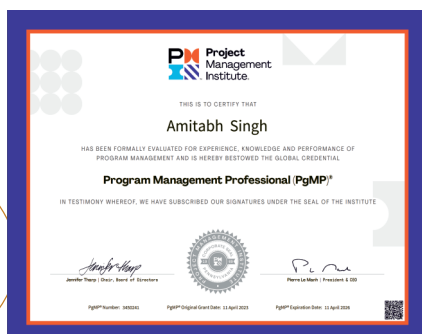 Project
Management
Institute.
THIS IS TO CERTIFY THAT
Amitabh Singh
HAS BEEN FORMALLY EVALUATED FOR EXPERIENCE, KNOWLEDGE AND PERFORMANCE OF
PROGRAM MANAGEMENT AND IS HEREBY BESTOWED THE GLOBAL CREDENTIAL
Program Management Professional (PgMP)®
IN TESTIMONY WHEREOF, WE HAVE SUBSCRIBED OUR SIGNATURES UNDER THE SEAL OF THE INSTITUTE
Jennifer Tharp | Chair, Board of Directors
Pierre Le Manh | President & CEO
PgMP® Original Grant Date: 11 April 2023
PgMP® Expiration Date: 11 April 2026